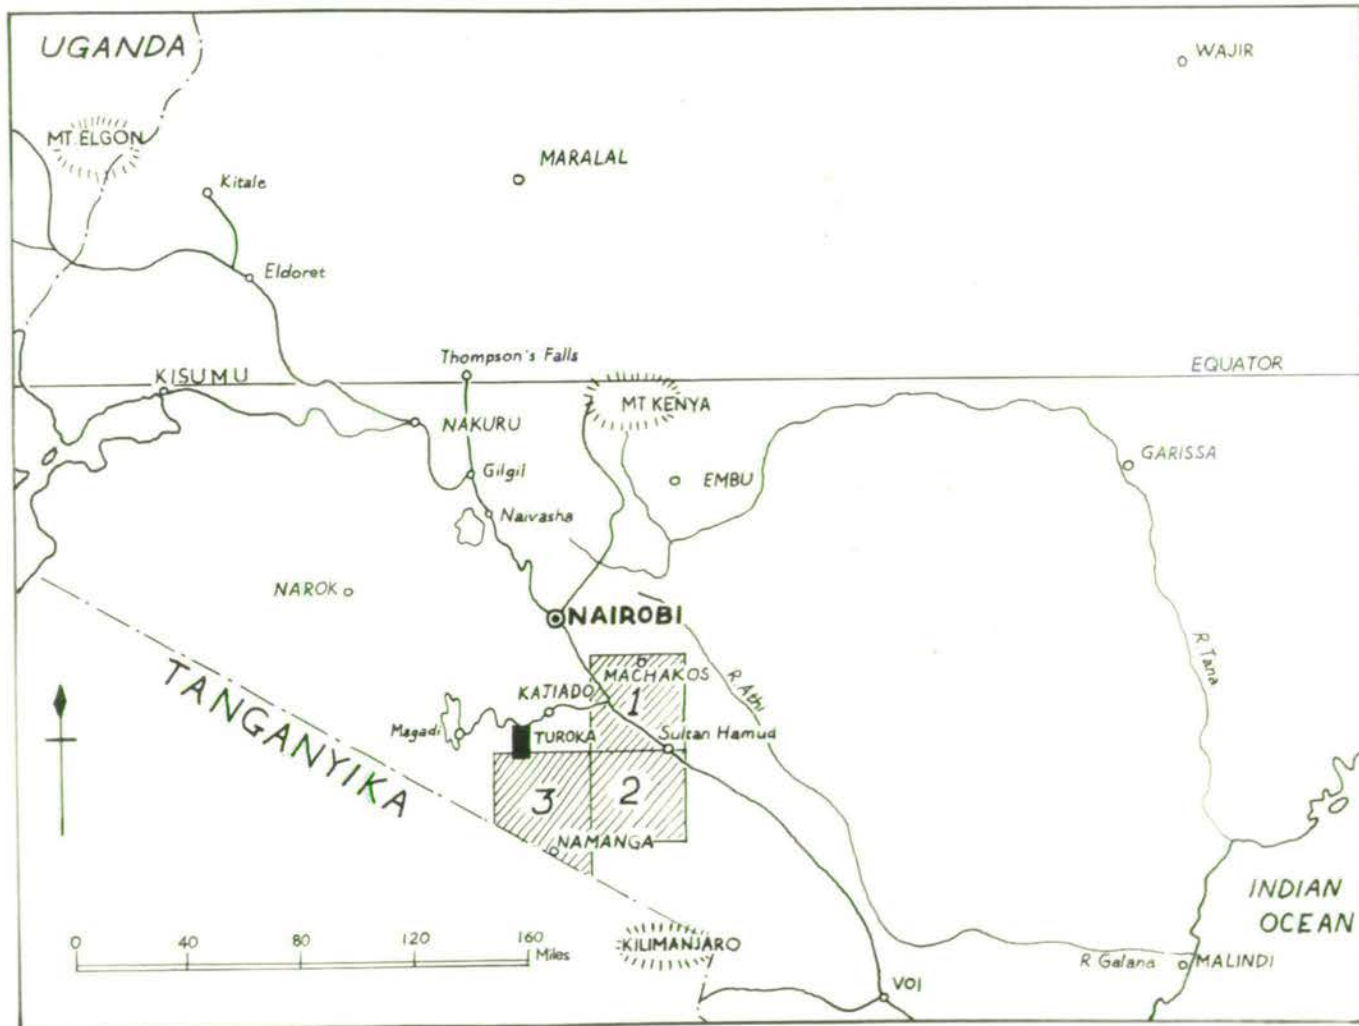 UGANDA
WAJIR
MT. ELGON
MARALAL
Kitale
Eldoret
Thompson's Falls
EQUATOR
KISUMU
MT KENYA
NAKURU
GARISSA
Gilgil
EMBU
Naivasha
NAROK
NAIROBI
R. Tana
TANGANYIKA
MACHAKOS
R. Athi
KAJIADO
1
Magadi
TUROKA
Sultan Hamud
3
2
NAMANGA
INDIAN
OCEAN
0 40 80 120 160
Miles
KILIMANJARO
R Galana
MALINDI
VOI